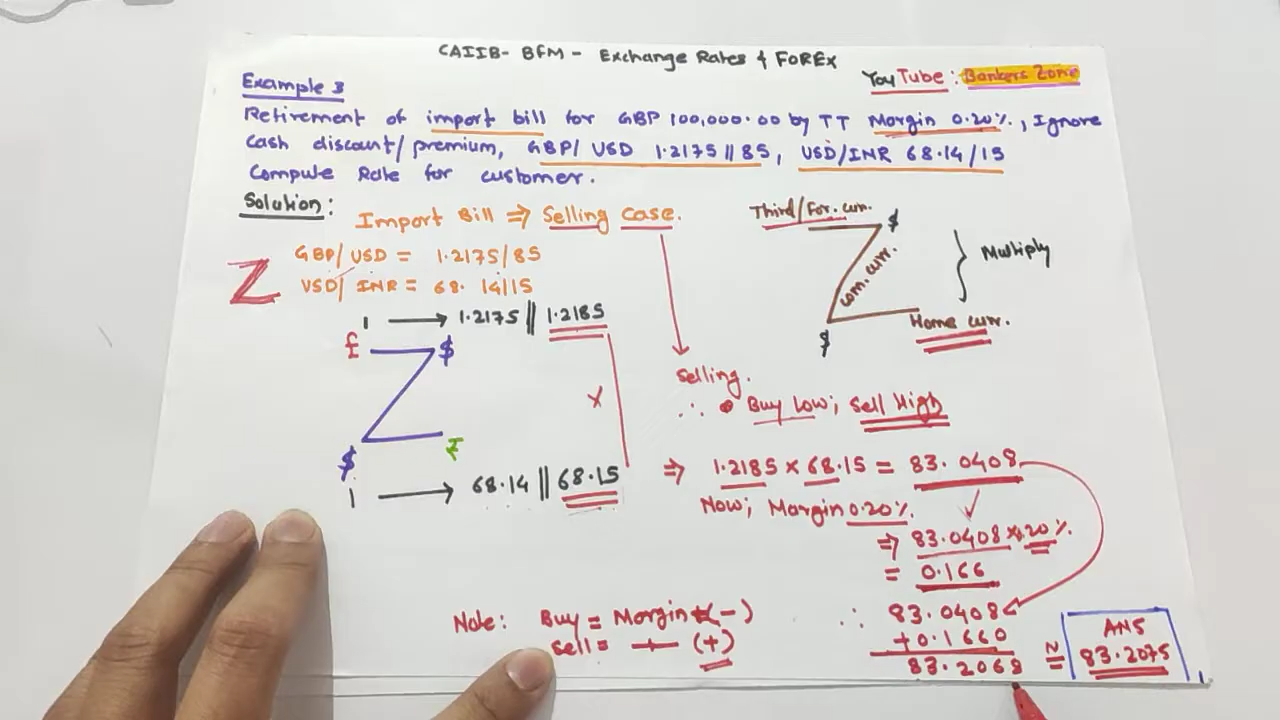 CAIIB- BFM - Exchange Rates & FOREX
YouTube: Bankers Zone
Example 3
Retirement of import bill for GBP 100,000.00 by TT Margin 0.20%, Ignore
Cash discount/premium, GBP/USD 1.2175||85, USD/INR 68.14/15
Compute Rate for customer.
Solution:
Import Bill ⇒ Selling Case.
GBP/USD = 1.2175/85
USD/INR = 68.14/15
1 → 1.2175 || 1.2185
£ $
$ ₹
1 → 68.14 || 68.15
×
Third/For. curr. $
com. curr.
$ Home curr.
} Multiply
Selling.
∴ Buy Low; Sell High
⇒ 1.2185 × 68.15 = 83.0408
Now; Margin 0.20%.
⇒ 83.0408 × .20%.
= 0.166
∴ 83.0408
+0.1660
83.2068 ≅ ANS
83.2075
Note: Buy = Margin (-)
Sell = (+)